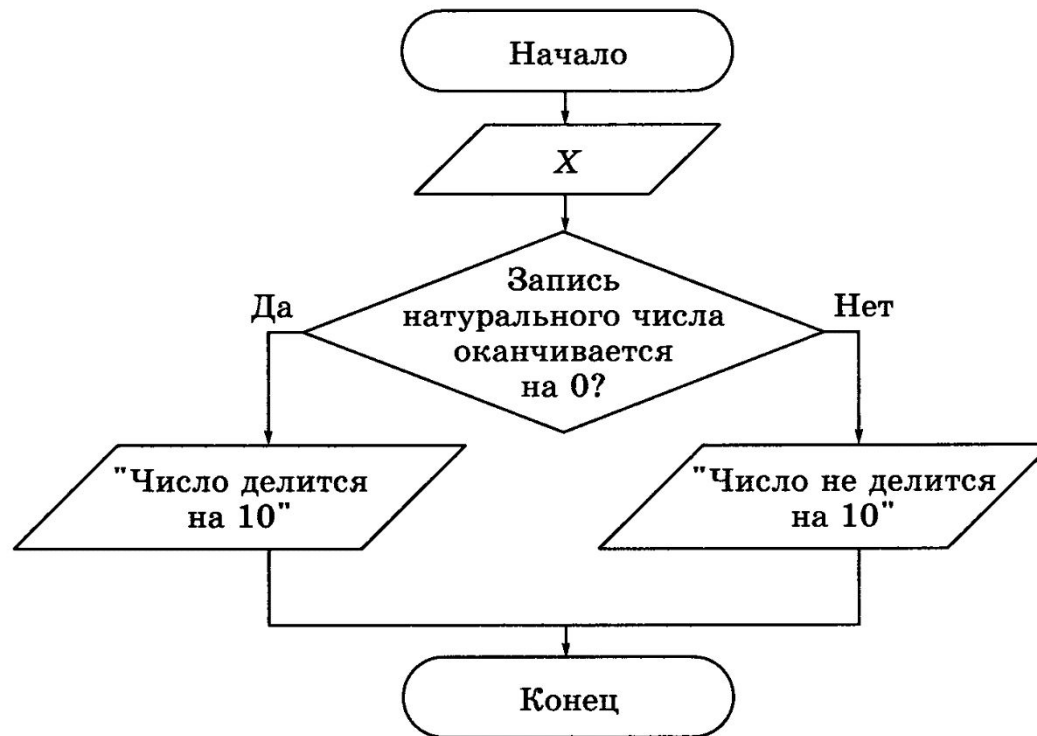 Начало
X
Запись
натурального числа
оканчивается
на 0?
Да
Нет
"Число делится
на 10"
"Число не делится
на 10"
Конец